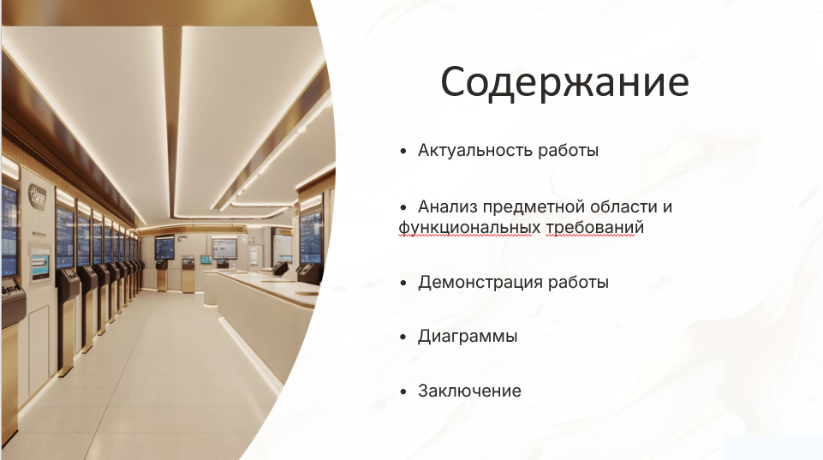 Содержание
• Актуальность работы
• Анализ предметной области и
функциональных требований
• Демонстрация работы
• Диаграммы
• Заключение